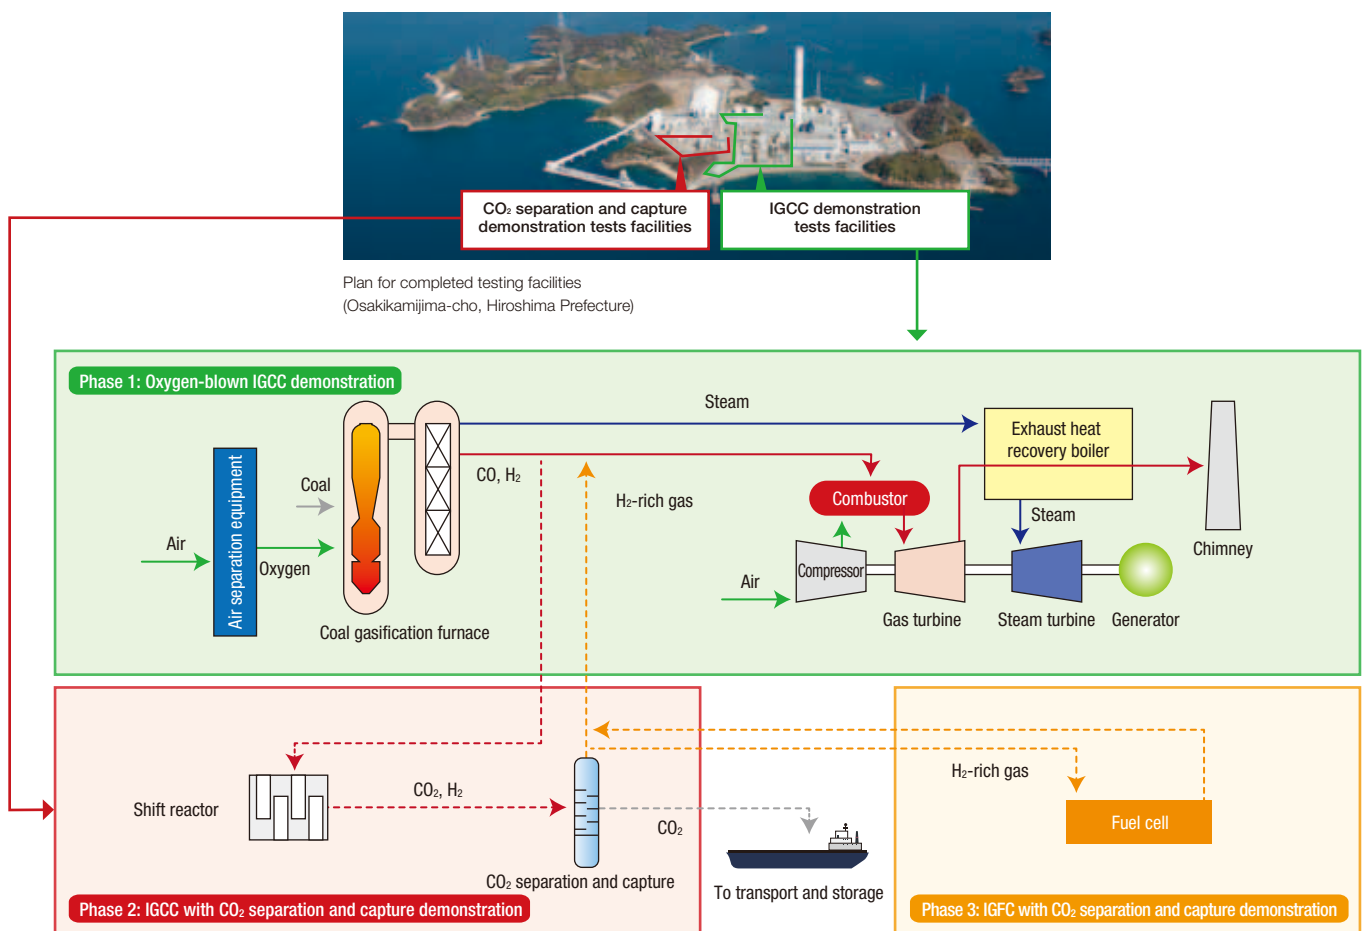 CO₂ separation and capture
demonstration tests facilities
IGCC demonstration
tests facilities
Plan for completed testing facilities
(Osakikamijima-cho, Hiroshima Prefecture)
Phase 1: Oxygen-blown IGCC demonstration
Steam
Exhaust heat
recovery boiler
Air separation equipment
Coal
CO, H₂
H₂-rich gas
Combustor
Steam
Air
Oxygen
Chimney
Compressor
Air
Coal gasification furnace
Gas turbine
Steam turbine
Generator
H₂-rich gas
Shift reactor
CO₂, H₂
CO₂
Fuel cell
CO₂ separation and capture
To transport and storage
Phase 2: IGCC with CO₂ separation and capture demonstration
Phase 3: IGFC with CO₂ separation and capture demonstration